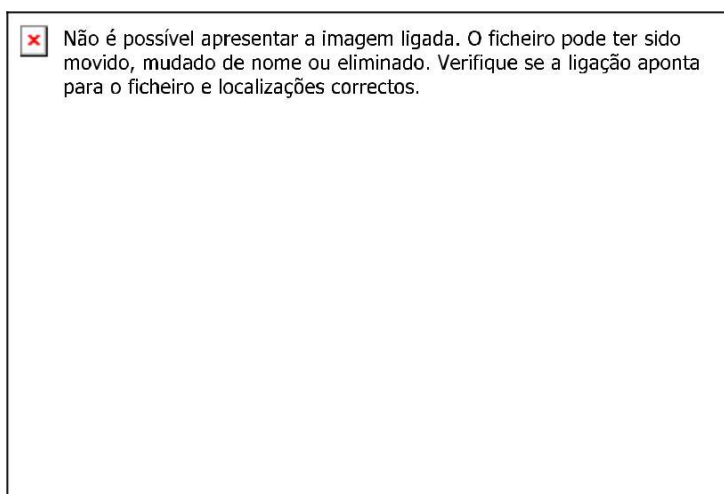 Não é possível apresentar a imagem ligada. O ficheiro pode ter sido
movido, mudado de nome ou eliminado. Verifique se a ligação aponta
para o ficheiro e localizações correctos.